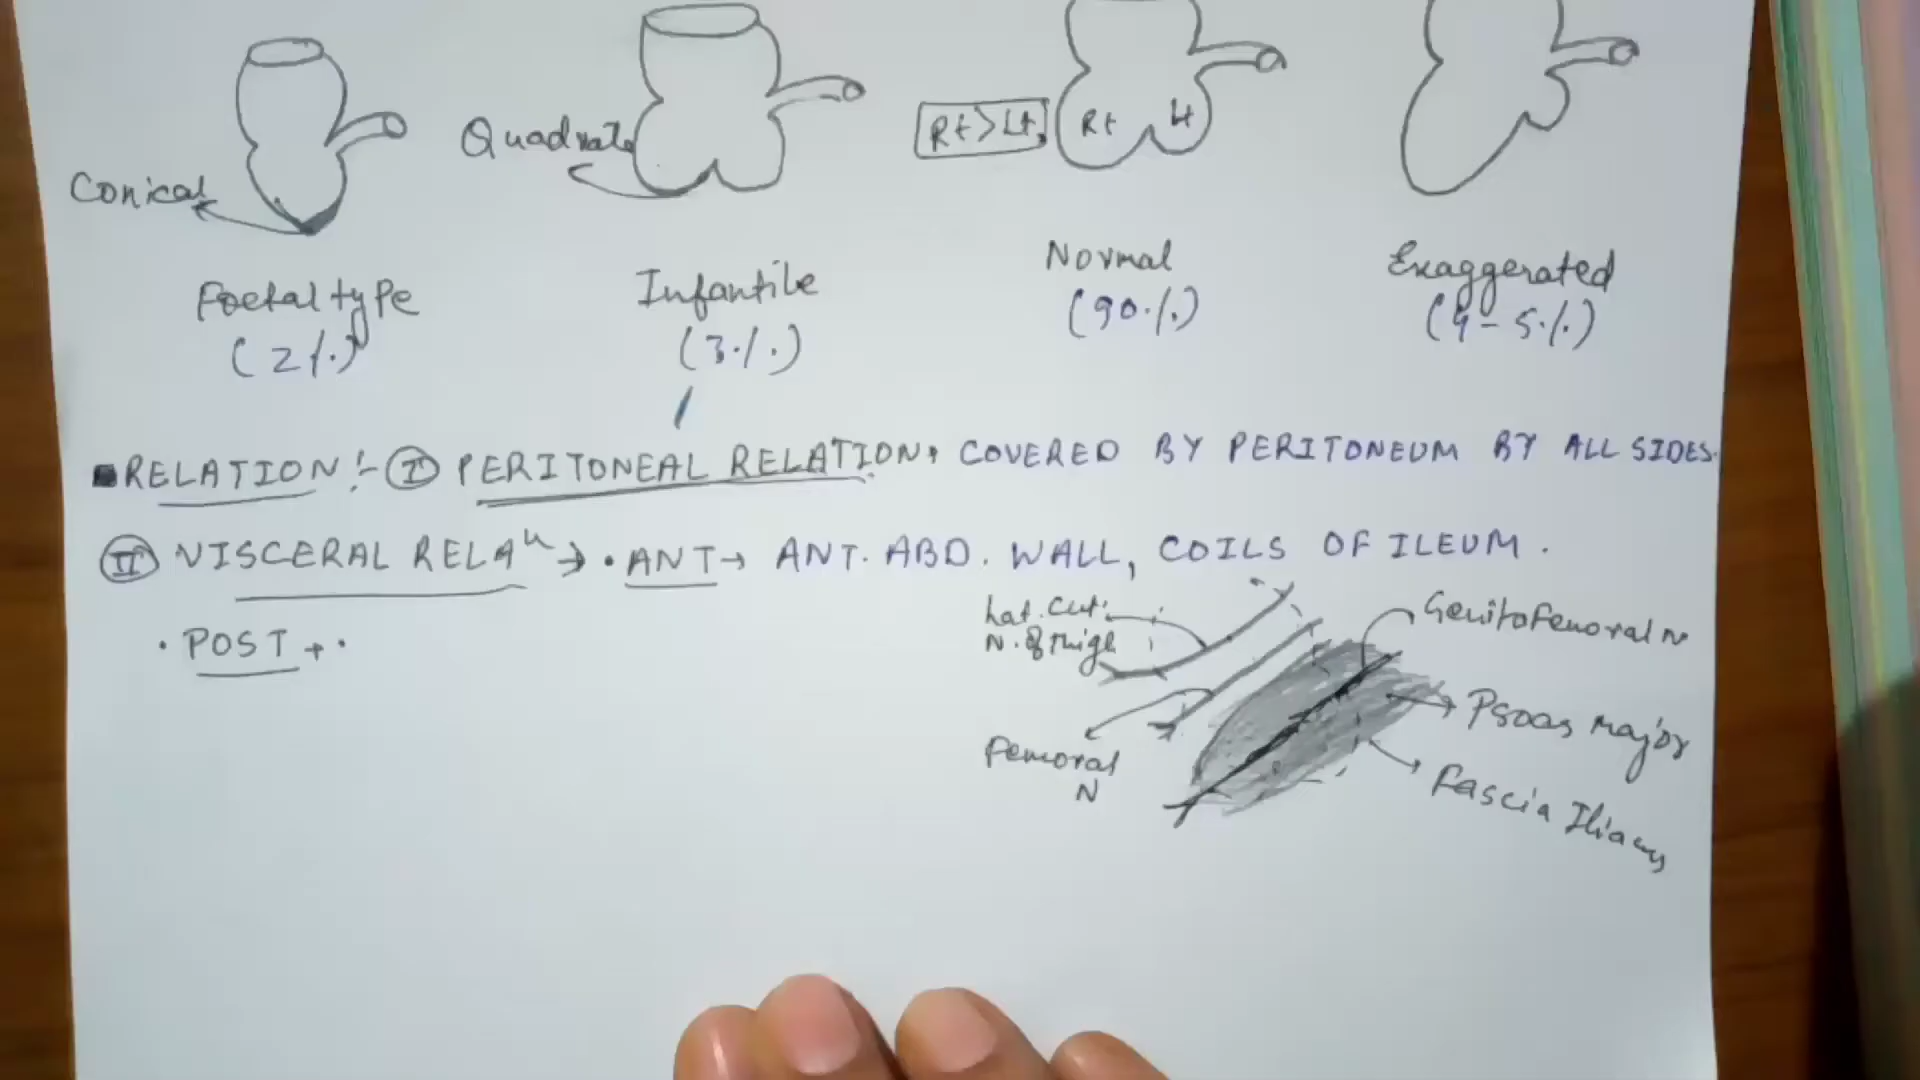 Conical
Quadrate
Rt>Lt.
Rt
Lt
Foetal type
(2%)
Infantile
(3%)
Normal
(90%)
Exaggerated
(4-5%)
RELATION :- I PERITONEAL RELATION. COVERED BY PERITONEUM BY ALL SIDES.
II VISCERAL RELAn → • ANT → ANT. ABD. WALL, COILS OF ILEUM.
• POST → •
Lat. cut.
N. of thigh
Genitofemoral N
Psoas major
Femoral
N
Fascia Iliacus